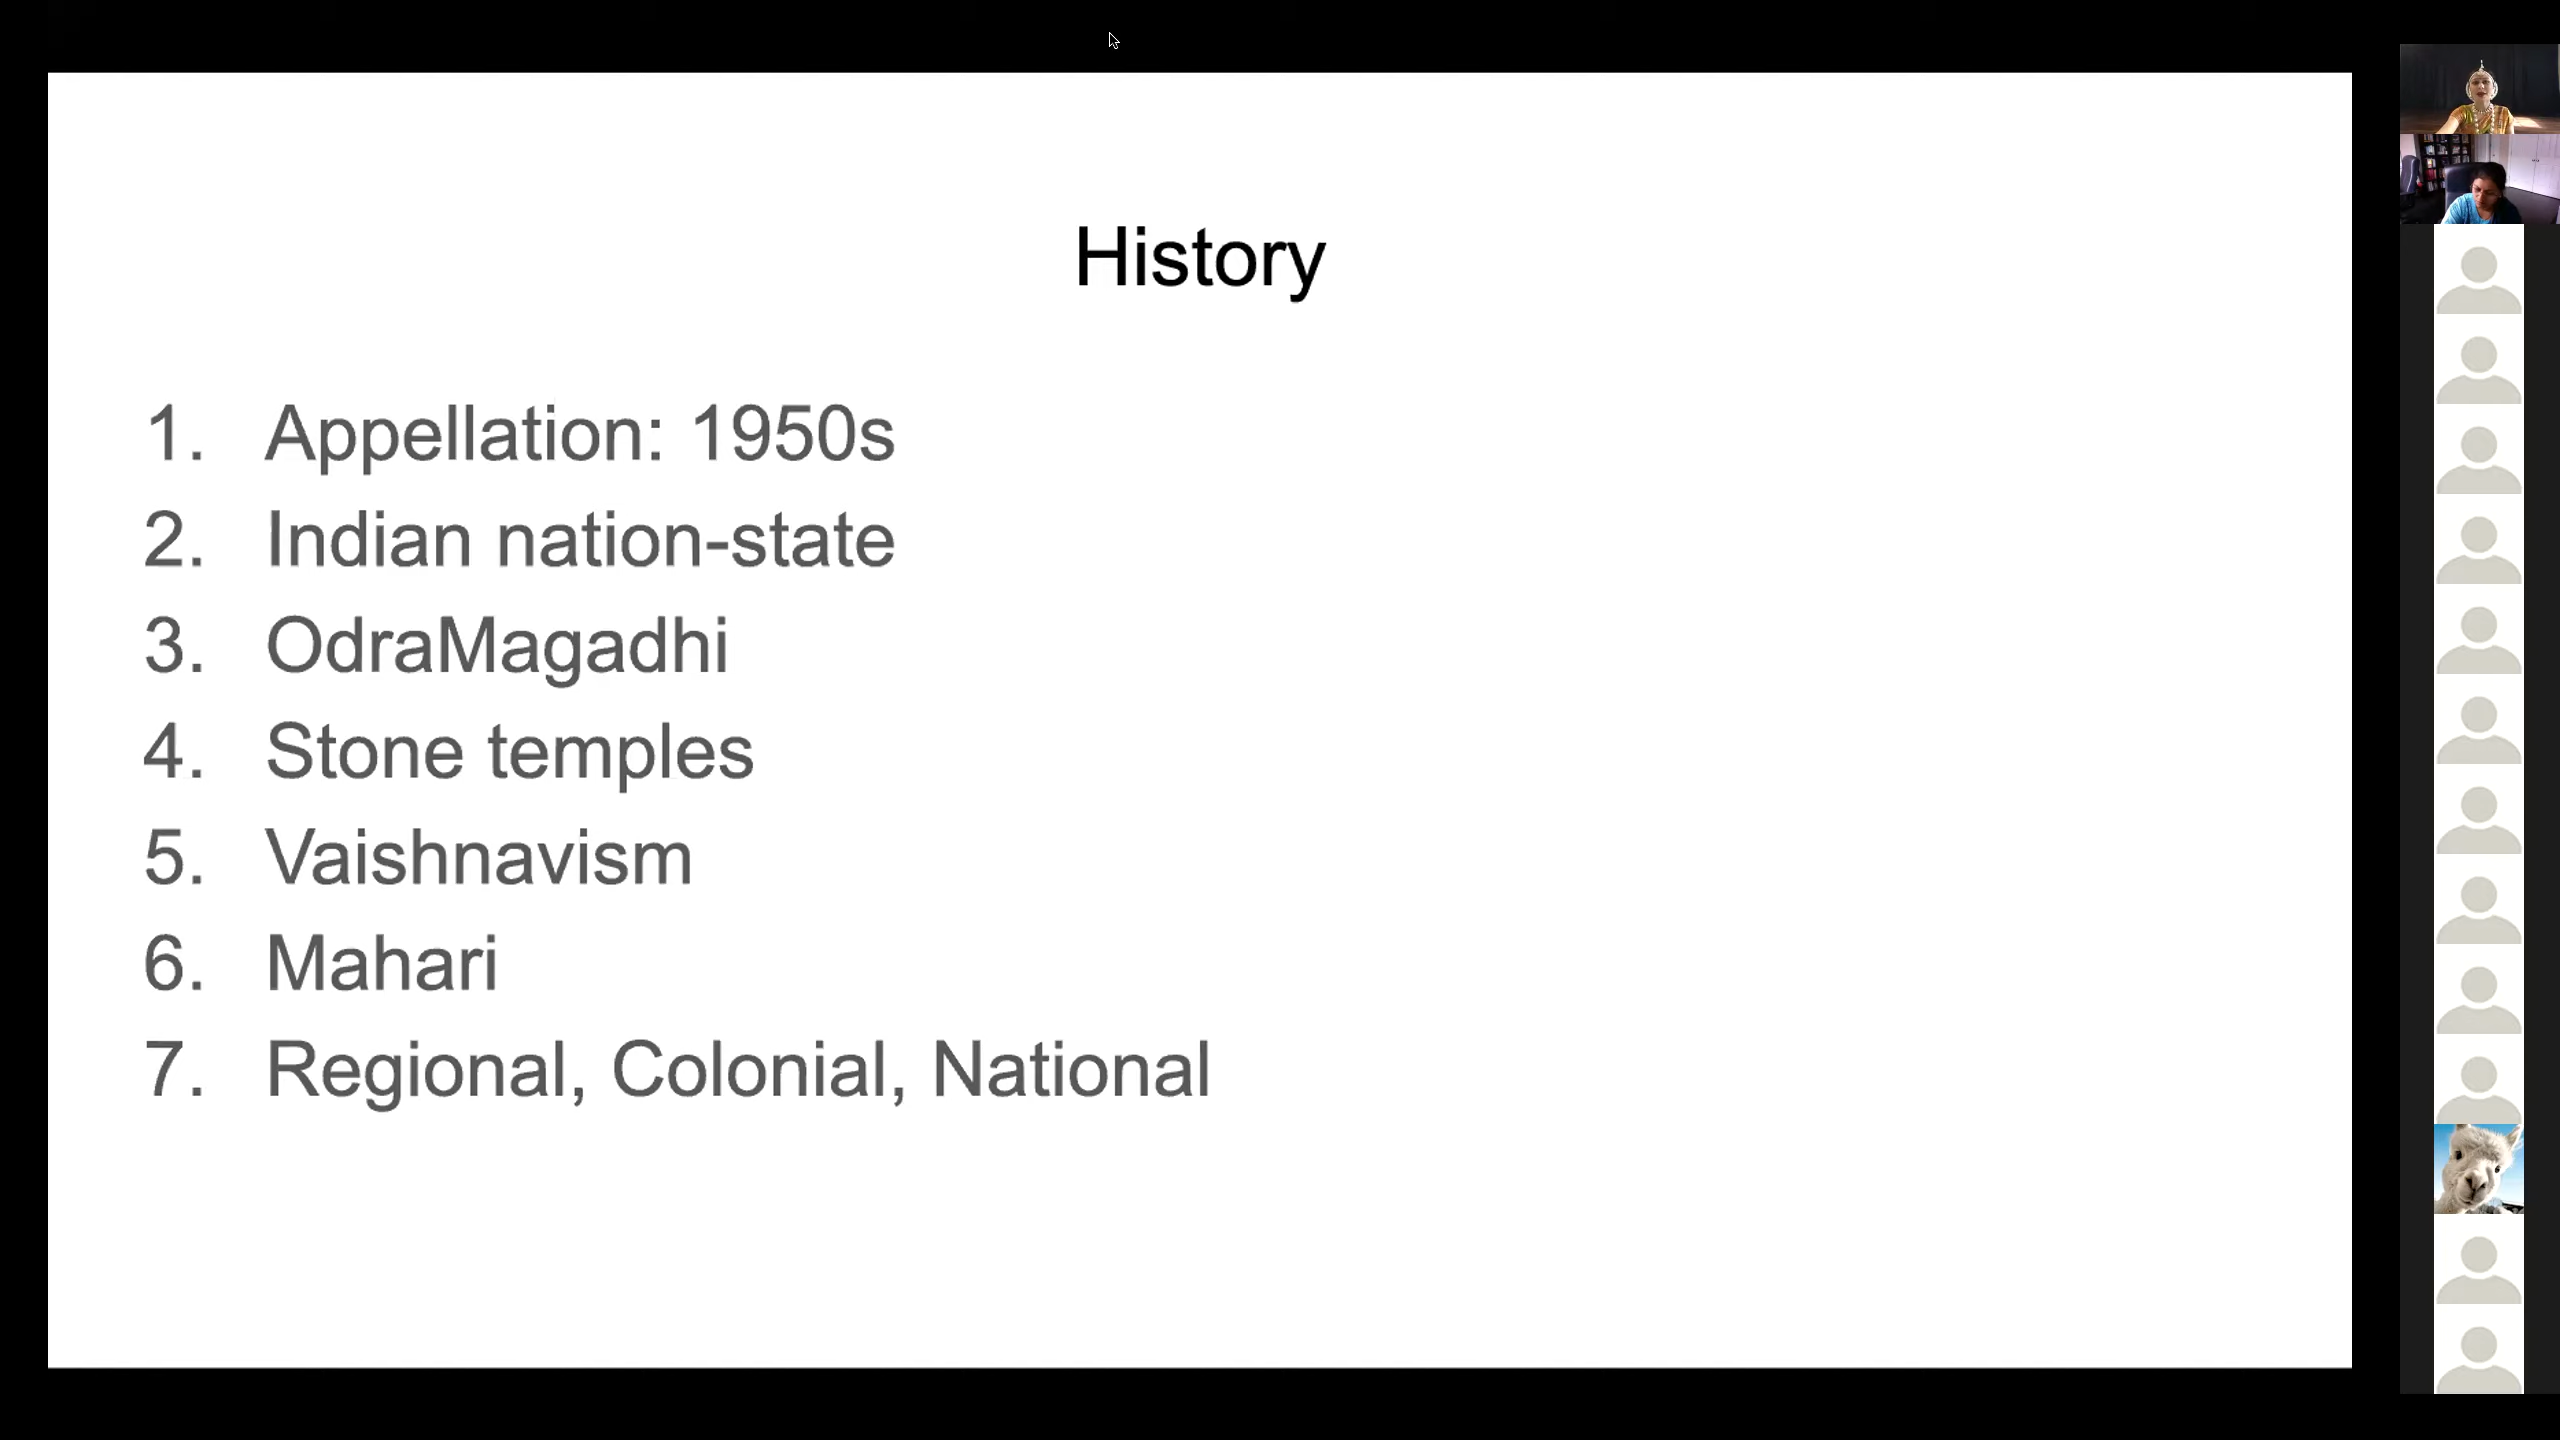 History
1. Appellation: 1950s
2. Indian nation-state
3. OdraMagadhi
4. Stone temples
5. Vaishnavism
6. Mahari
7. Regional, Colonial, National